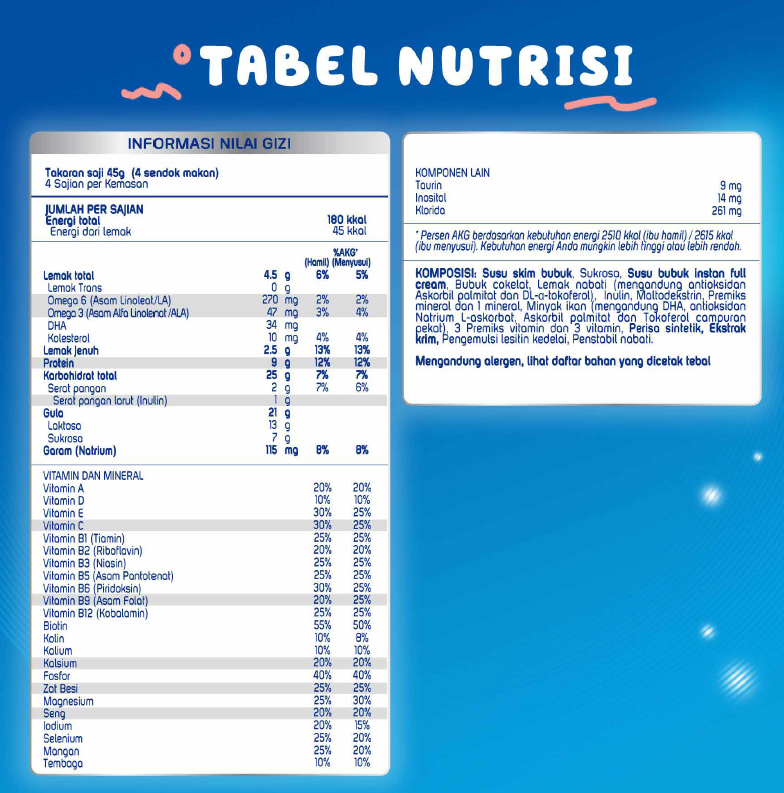 TABEL NUTRISI
INFORMASI NILAI GIZI
Takaran saji 45g (4 sendok makan)
4 Sajian per Kemasan
JUMLAH PER SAJIAN
Energi total 180 kkal
Energi dari lemak 45 kkal
%AKG*
(Hamil) (Menyusui)
Lemak total 4.5 g 6% 5%
Lemak Trans 0 g
Omega 6 (Asam Linoleat/LA) 270 mg 2% 2%
Omega 3 (Asam Alfa Linolenat /ALA) 47 mg 3% 4%
DHA 34 mg
Kolesterol 10 mg 4% 4%
Lemak Jenuh 2.5 g 13% 13%
Protein 9 g 12% 12%
Karbohidrat total 25 g 7% 7%
Serat pangan 2 g 7% 6%
Serat pangan larut (Inulin) 1 g
Gula 21 g
Laktosa 13 g
Sukrosa 7 g
Garam (Natrium) 115 mg 8% 8%
VITAMIN DAN MINERAL
Vitamin A 20% 20%
Vitamin D 10% 10%
Vitamin E 30% 25%
Vitamin C 30% 25%
Vitamin B1 (Tiamin) 25% 25%
Vitamin B2 (Riboflavin) 20% 20%
Vitamin B3 (Niasin) 25% 25%
Vitamin B5 (Asam Pantotenat) 25% 25%
Vitamin B6 (Piridoksin) 30% 25%
Vitamin B9 (Asam Folat) 20% 25%
Vitamin B12 (Kobalamin) 25% 25%
Biotin 55% 50%
Kolin 10% 8%
Kalium 10% 10%
Kalsium 20% 20%
Fosfor 40% 40%
Zat Besi 25% 25%
Magnesium 25% 30%
Seng 20% 20%
Iodium 20% 15%
Selenium 25% 20%
Mangan 25% 20%
Tembaga 10% 10%
KOMPONEN LAIN
Taurin 9 mg
Inositol 14 mg
Klorida 261 mg
* Persen AKG berdasarkan kebutuhan energi 2510 kkal (ibu hamil) / 2615 kkal
(ibu menyusui). Kebutuhan energi Anda mungkin lebih tinggi atau lebih rendah.
KOMPOSISI: Susu skim bubuk, Sukrosa, Susu bubuk instan full
cream, Bubuk cokelat, Lemak nabati (mengandung antioksidan
Askorbil palmitat dan DL-α-tokoferol), Inulin, Maltodekstrin, Premiks
mineral dan 1 mineral, Minyak ikan (mengandung DHA, antioksidan
Natrium L-askorbat, Askorbil palmitat dan Tokoferol campuran
pekat), 3 Premiks vitamin dan 3 vitamin, Perisa sintetik, Ekstrak
krim, Pengemulsi lesitin kedelai, Penstabil nabati.
Mengandung alergen, lihat daftar bahan yang dicetak tebal